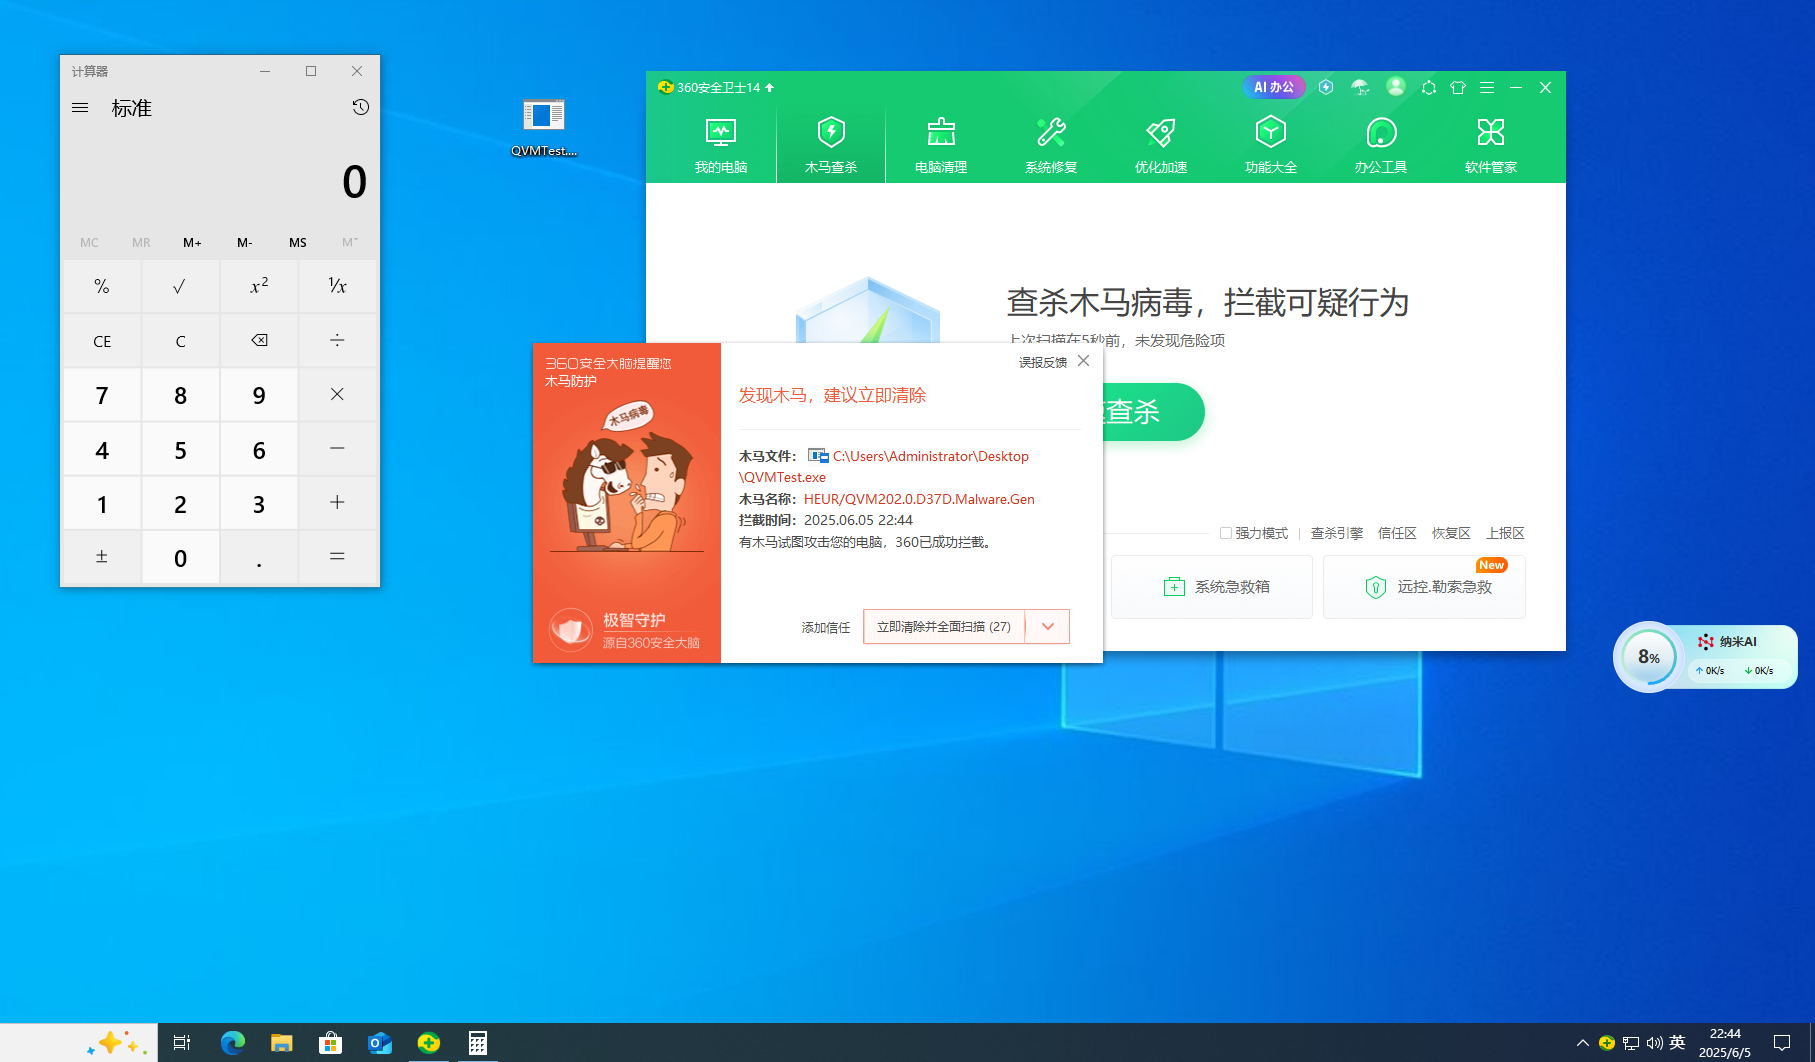 计算器
标准
0
MC MR M+ M- MS M˅
% √ x² ¹/x
CE C ÷
7 8 9 ×
4 5 6 −
1 2 3 +
± 0 . =
QVMTest....
360安全卫士14
AI 办公
我的电脑 木马查杀 电脑清理 系统修复 优化加速 功能大全 办公工具 软件管家
查杀木马病毒，拦截可疑行为
上次扫描在5秒前，未发现危险项
查杀
强力模式 | 查杀引擎 信任区 恢复区 上报区
系统急救箱
远控.勒索急救
New
360安全大脑提醒您
木马防护
木马病毒
极智守护
源自360安全大脑
误报反馈
发现木马，建议立即清除
木马文件： C:\Users\Administrator\Desktop
\QVMTest.exe
木马名称：HEUR/QVM202.0.D37D.Malware.Gen
拦截时间：2025.06.05 22:44
有木马试图攻击您的电脑，360已成功拦截。
添加信任
立即清除并全面扫描 (27)
8%
纳米AI
↑ 0K/s ↓ 0K/s
英
22:44
2025/6/5